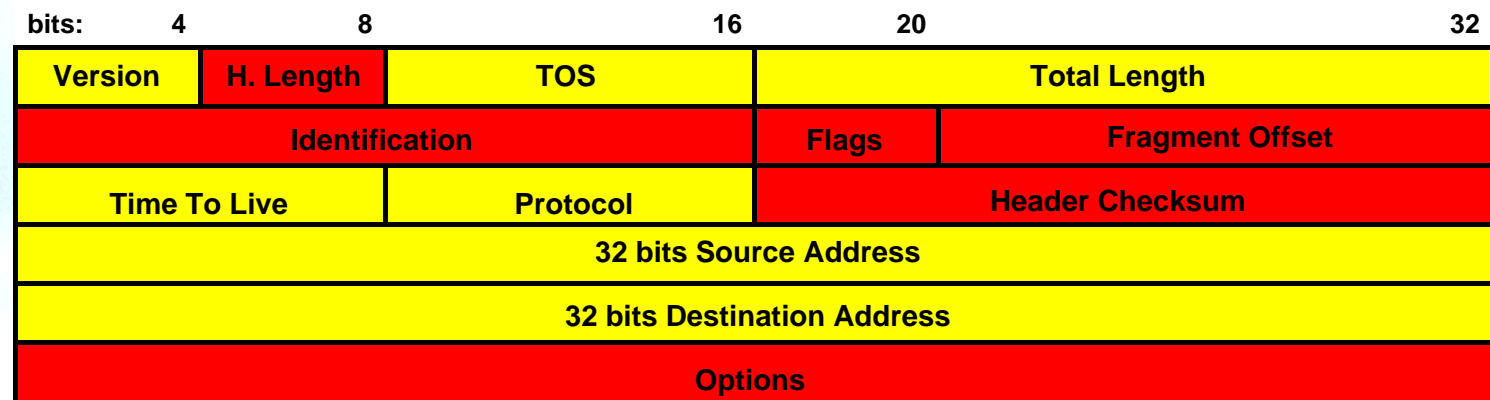 bits: 4 8 16 20 32
Version H. Length TOS Total Length
Identification Flags Fragment Offset
Time To Live Protocol Header Checksum
32 bits Source Address
32 bits Destination Address
Options